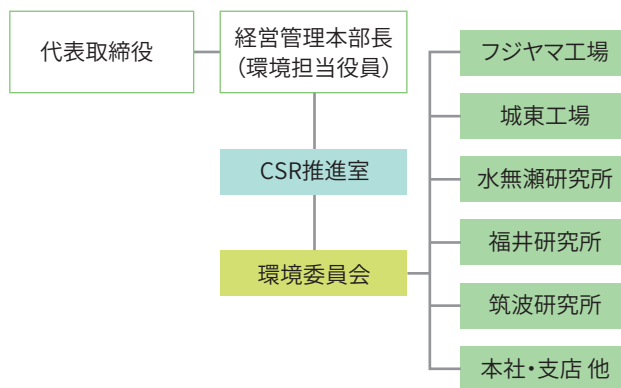 代表取締役
経営管理本部長
（環境担当役員）
CSR推進室
環境委員会
フジヤマ工場
城東工場
水無瀬研究所
福井研究所
筑波研究所
本社・支店 他